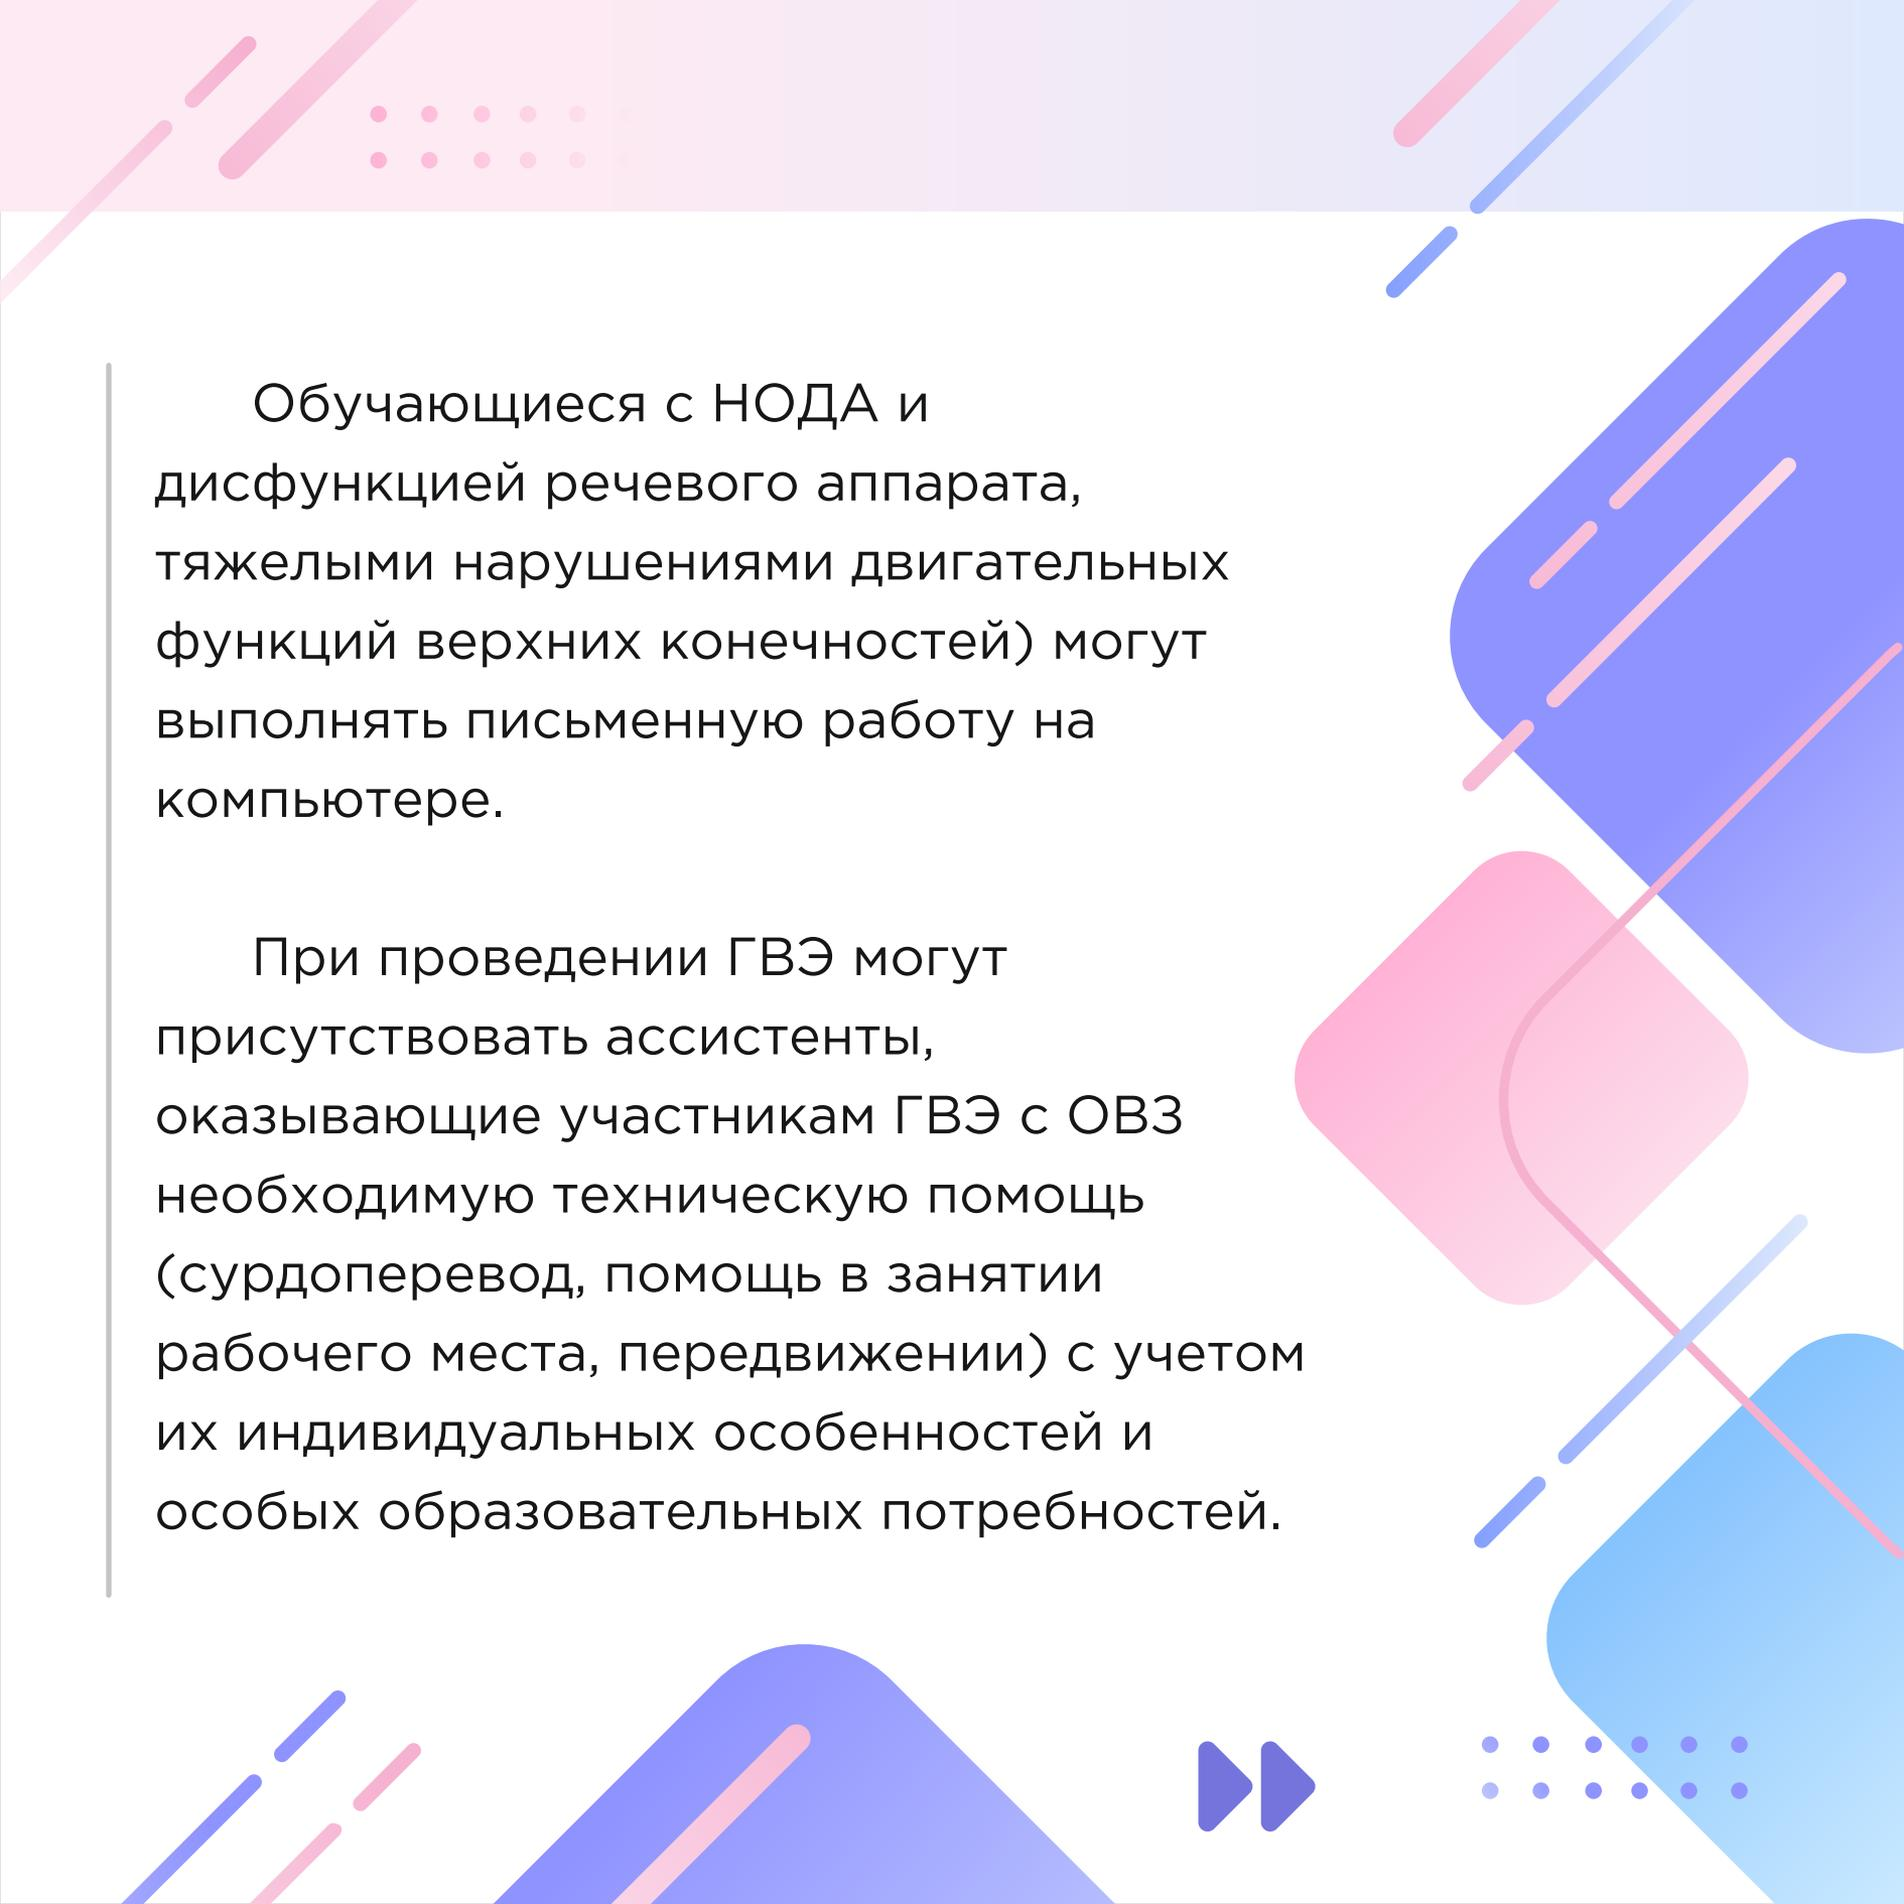 Обучающиеся с НОДА и
дисфункцией речевого аппарата,
тяжелыми нарушениями двигательных
функций верхних конечностей) могут
выполнять письменную работу на
компьютере.
При проведении ГВЭ могут
присутствовать ассистенты,
оказывающие участникам ГВЭ с ОВЗ
необходимую техническую помощь
(сурдоперевод, помощь в занятии
рабочего места, передвижении) с учетом
их индивидуальных особенностей и
особых образовательных потребностей.